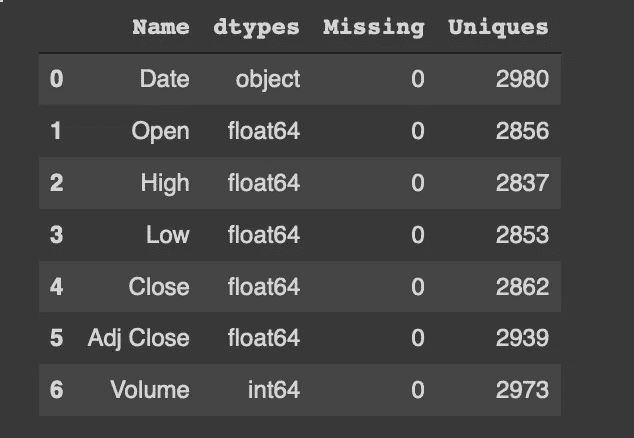 Name dtypes Missing Uniques
0 Date object 0 2980
1 Open float64 0 2856
2 High float64 0 2837
3 Low float64 0 2853
4 Close float64 0 2862
5 Adj Close float64 0 2939
6 Volume int64 0 2973